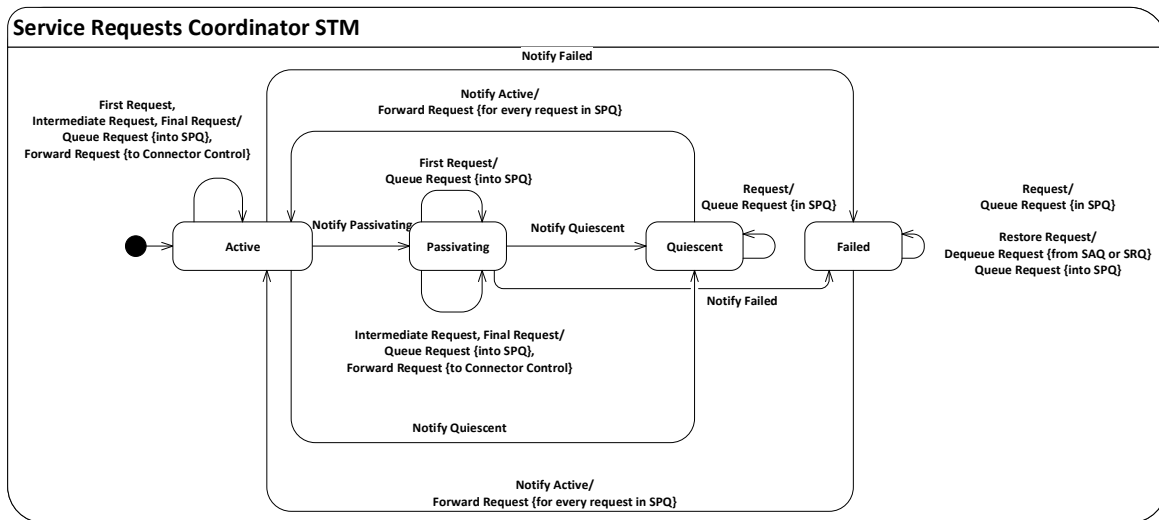 Service Requests Coordinator STM
Notify Failed
Notify Active/
Forward Request {for every request in SPQ}
First Request,
Intermediate Request, Final Request/
Queue Request {into SPQ},
Forward Request {to Connector Control}
First Request/
Queue Request {into SPQ}
Request/
Queue Request {in SPQ}
Request/
Queue Request {in SPQ}
Restore Request/
Dequeue Request {from SAQ or SRQ}
Queue Request {into SPQ}
Active
Notify Passivating
Passivating
Notify Quiescent
Quiescent
Failed
Notify Failed
Intermediate Request, Final Request/
Queue Request {into SPQ},
Forward Request {to Connector Control}
Notify Quiescent
Notify Active/
Forward Request {for every request in SPQ}